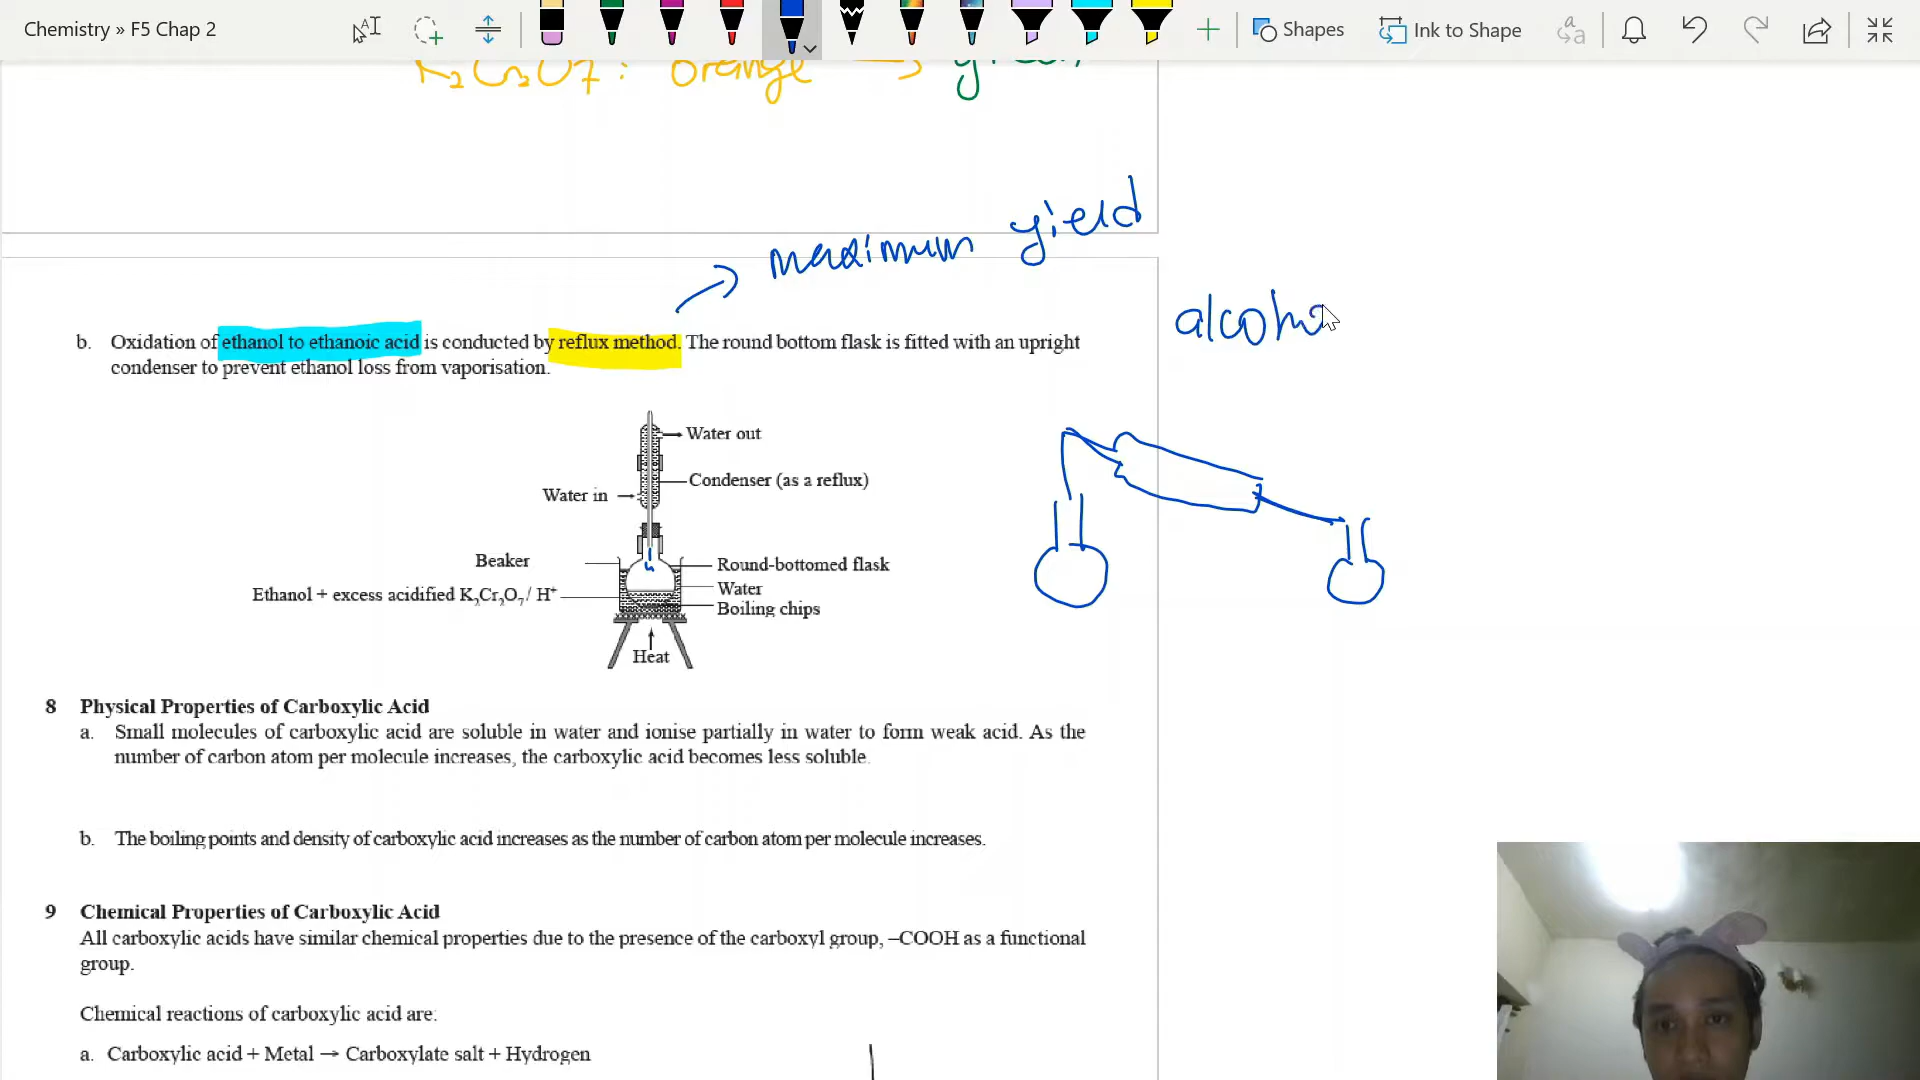 Chemistry » F5 Chap 2
Shapes
Ink to Shape
K2Cr2O7 : orange → green
maximum yield
alcoho
b. Oxidation of ethanol to ethanoic acid is conducted by reflux method. The round bottom flask is fitted with an upright
condenser to prevent ethanol loss from vaporisation.
Water out
Condenser (as a reflux)
Water in
Beaker
Round-bottomed flask
Ethanol + excess acidified K₂Cr₂O₇/ H⁺
Water
Boiling chips
Heat
8 Physical Properties of Carboxylic Acid
a. Small molecules of carboxylic acid are soluble in water and ionise partially in water to form weak acid. As the
number of carbon atom per molecule increases, the carboxylic acid becomes less soluble.
b. The boiling points and density of carboxylic acid increases as the number of carbon atom per molecule increases.
9 Chemical Properties of Carboxylic Acid
All carboxylic acids have similar chemical properties due to the presence of the carboxyl group, –COOH as a functional
group.
Chemical reactions of carboxylic acid are:
a. Carboxylic acid + Metal → Carboxylate salt + Hydrogen